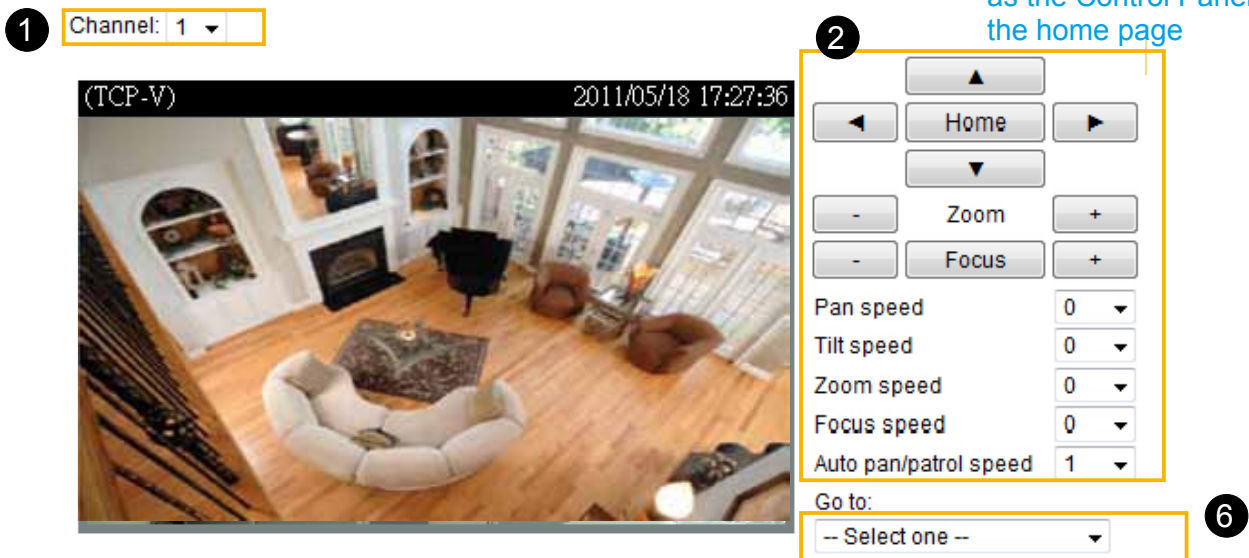 as the Control Panel
the home page
1 Channel: 1
2
(TCP-V) 2011/05/18 17:27:36
▲
◄ Home ►
▼
- Zoom +
- Focus +
Pan speed 0
Tilt speed 0
Zoom speed 0
Focus speed 0
Auto pan/patrol speed 1
Go to:
-- Select one --
6